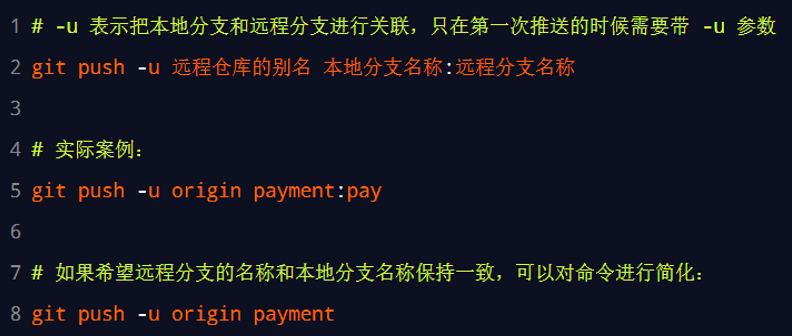 1 # -u 表示把本地分支和远程分支进行关联，只在第一次推送的时候需要带 -u 参数
2 git push -u 远程仓库的别名 本地分支名称:远程分支名称
3
4 # 实际案例：
5 git push -u origin payment:pay
6
7 # 如果希望远程分支的名称和本地分支名称保持一致，可以对命令进行简化：
8 git push -u origin payment